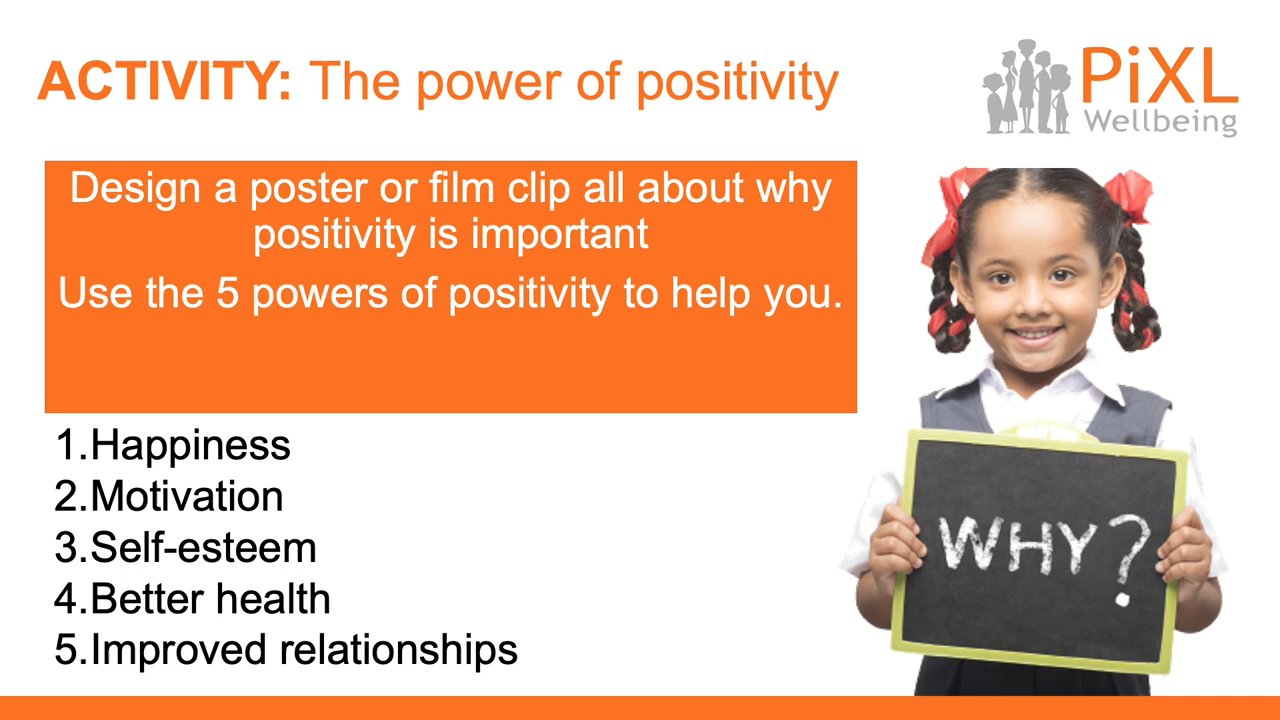 ACTIVITY: The power of positivity
PiXL
Wellbeing
Design a poster or film clip all about why
positivity is important
Use the 5 powers of positivity to help you.
1.Happiness
2.Motivation
3.Self-esteem
4.Better health
5.Improved relationships
WHY?